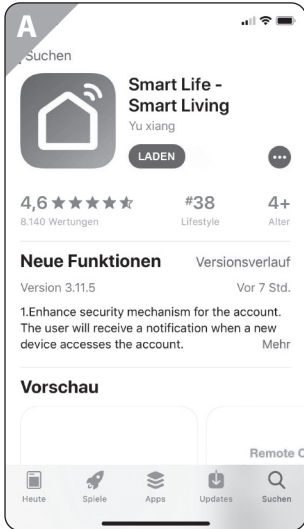 A
Suchen
Smart Life -
Smart Living
Yu xiang
LADEN
4,6 ★★★★★ #38 4+
8.140 Wertungen Lifestyle Alter
Neue Funktionen Versionsverlauf
Version 3.11.5 Vor 7 Std.
1.Enhance security mechanism for the account.
The user will receive a notification when a new
device accesses the account. Mehr
Vorschau
Remote
Heute Spiele Apps Updates Suchen